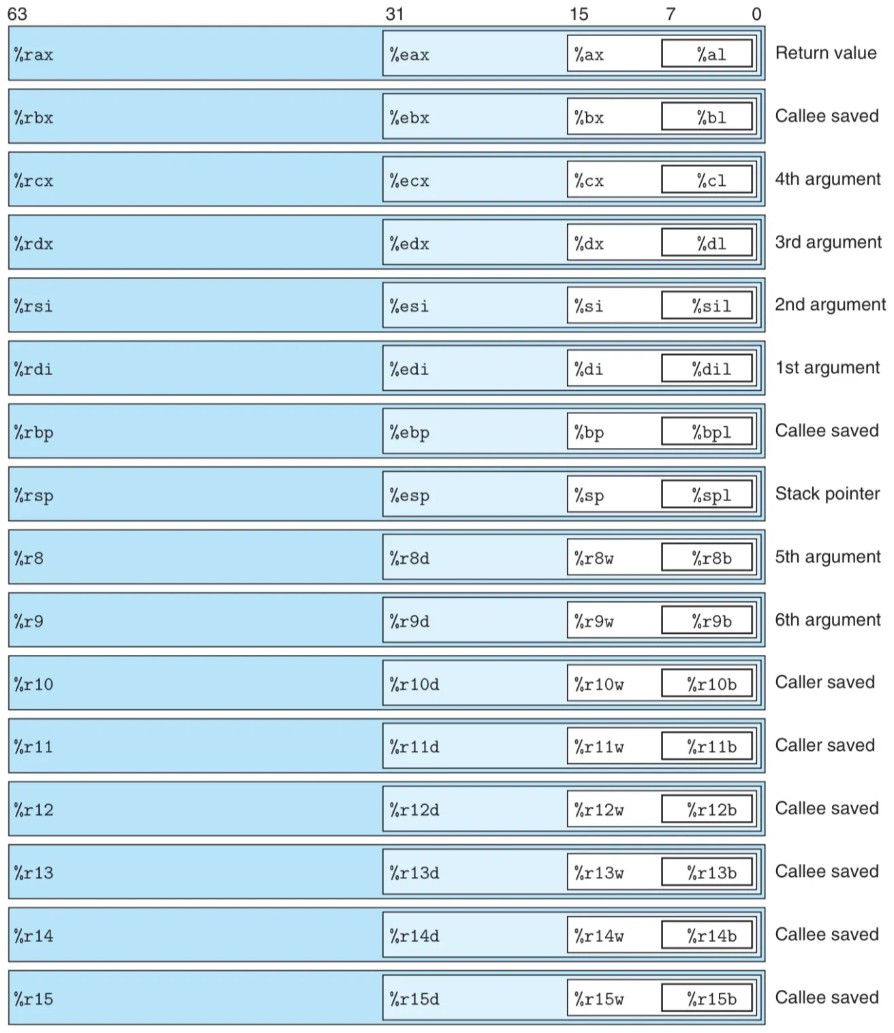 63 31 15 7 0
%rax %eax %ax %al Return value
%rbx %ebx %bx %bl Callee saved
%rcx %ecx %cx %cl 4th argument
%rdx %edx %dx %dl 3rd argument
%rsi %esi %si %sil 2nd argument
%rdi %edi %di %dil 1st argument
%rbp %ebp %bp %bpl Callee saved
%rsp %esp %sp %spl Stack pointer
%r8 %r8d %r8w %r8b 5th argument
%r9 %r9d %r9w %r9b 6th argument
%r10 %r10d %r10w %r10b Caller saved
%r11 %r11d %r11w %r11b Caller saved
%r12 %r12d %r12w %r12b Callee saved
%r13 %r13d %r13w %r13b Callee saved
%r14 %r14d %r14w %r14b Callee saved
%r15 %r15d %r15w %r15b Callee saved